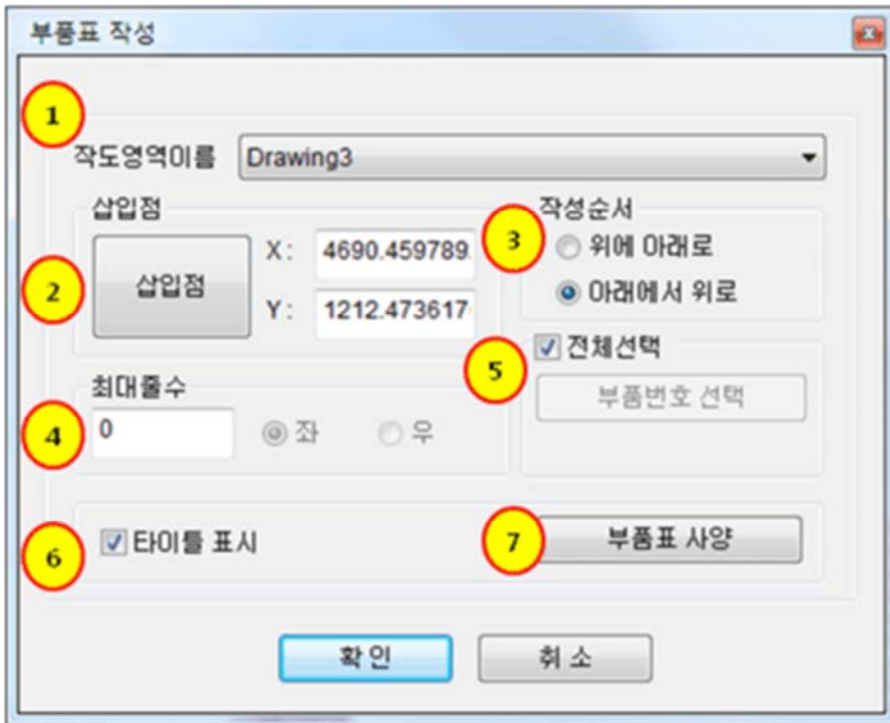 부품표 작성
1
작도영역이름 Drawing3
삽입점
2 삽입점 X: 4690.459789.
Y: 1212.473617
작성순서
3 위에 아래로
아래에서 위로
최대줄수
4 0 좌 우
5 전체선택
부품번호 선택
6 타이틀 표시
7 부품표 사양
확인 취소